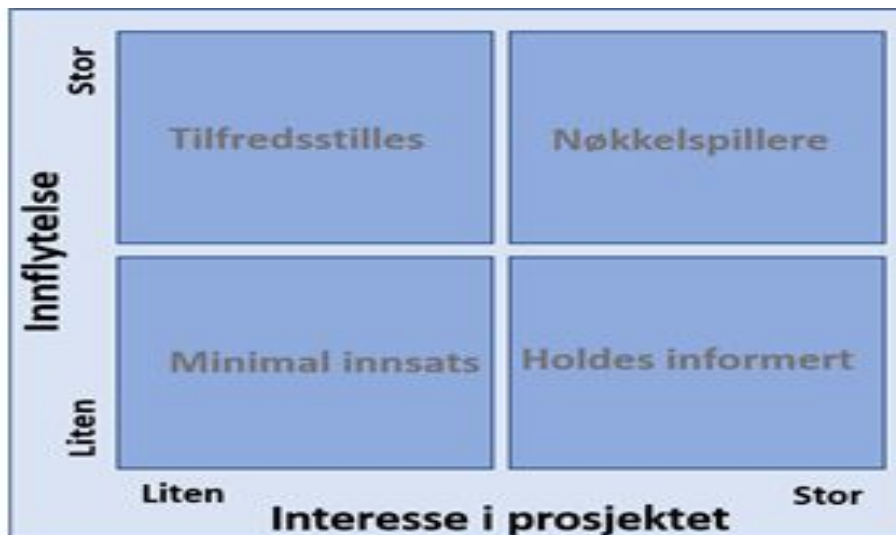 Stor
Tilfredsstilles
Nøkkelspillere
Innflytelse
Minimal innsats
Holdes informert
Liten
Liten
Stor
Interesse i prosjektet